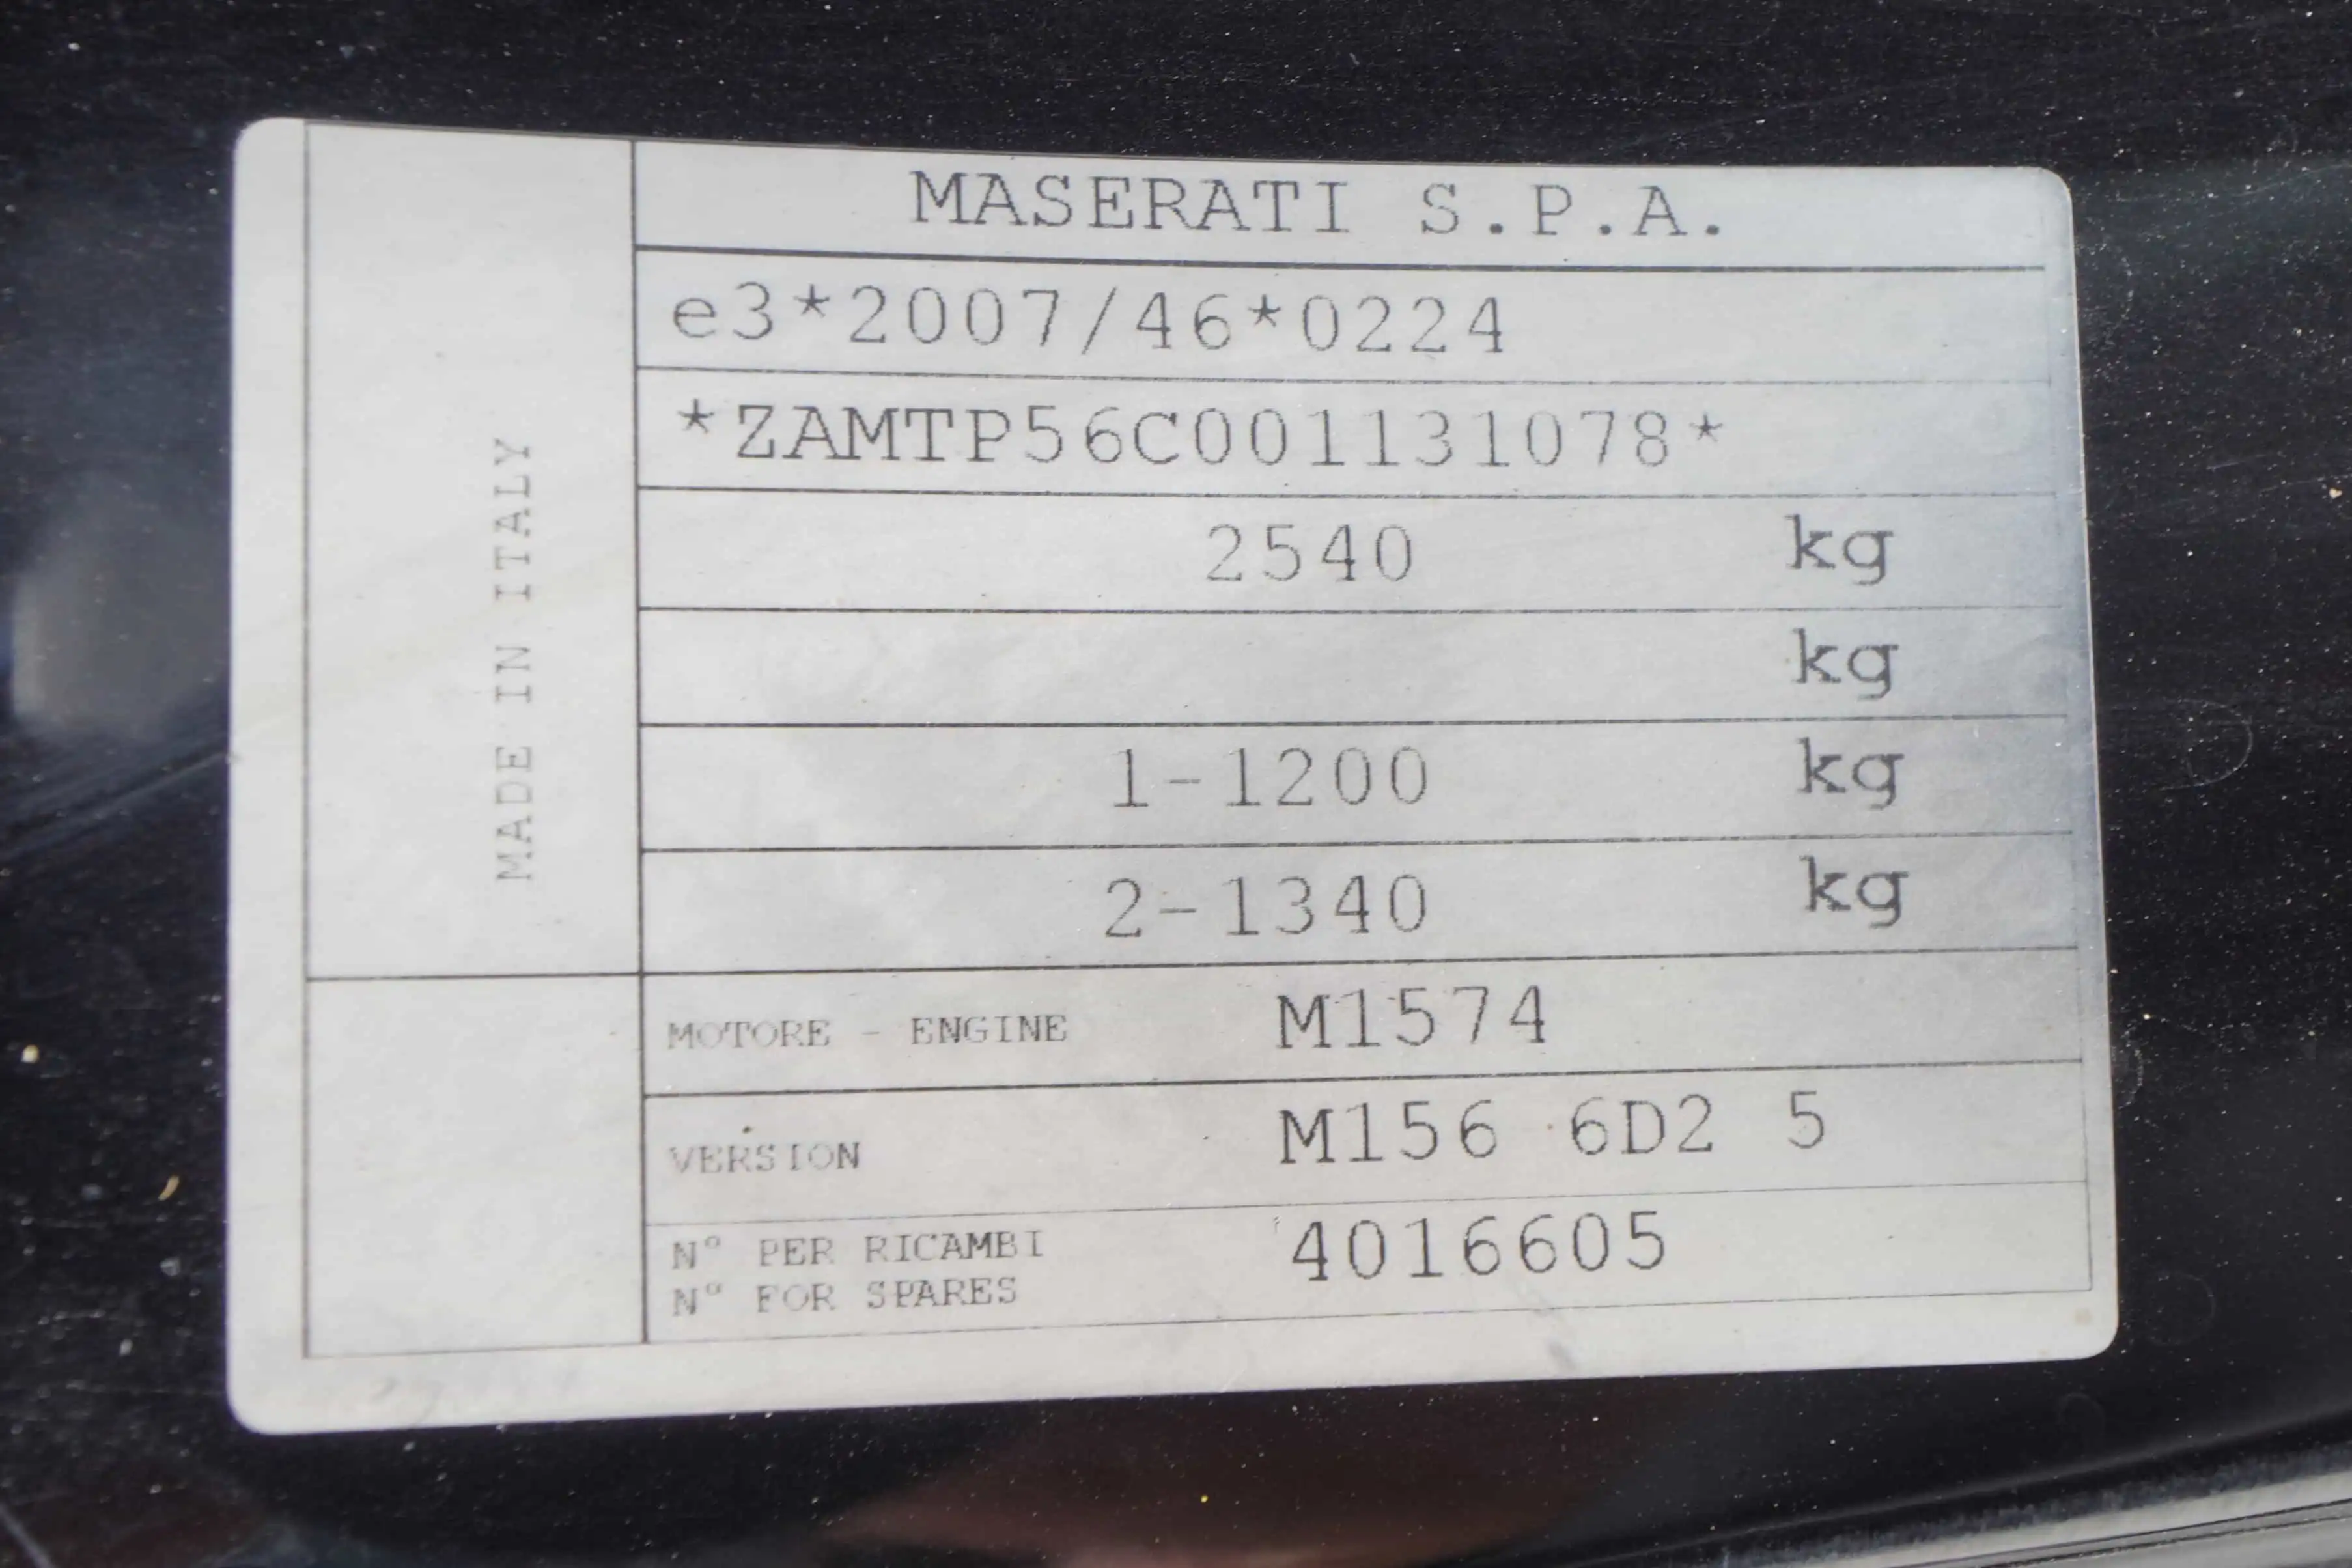 MADE IN ITALY
MASERATI S.P.A.
e3*2007/46*0224
*ZAMTP56C001131078*
2540 kg
kg
1-1200 kg
2-1340 kg
MOTORE - ENGINE M1574
VERSION M156 6D2 5
N° PER RICAMBI 4016605
N° FOR SPARES